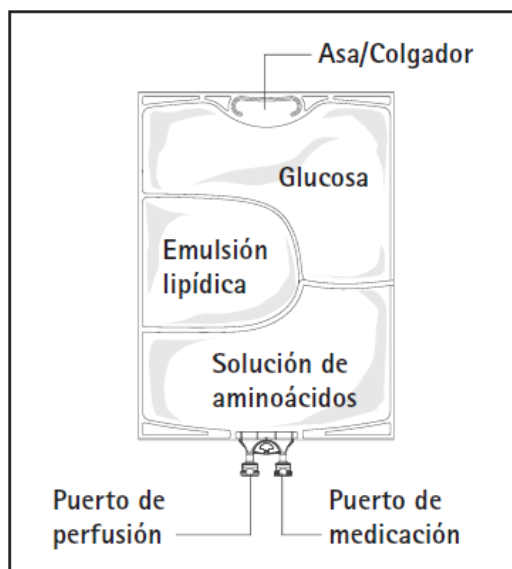 Asa/Colgador
Glucosa
Emulsión
lipídica
Solución de
aminoácidos
Puerto de
perfusión
Puerto de
medicación